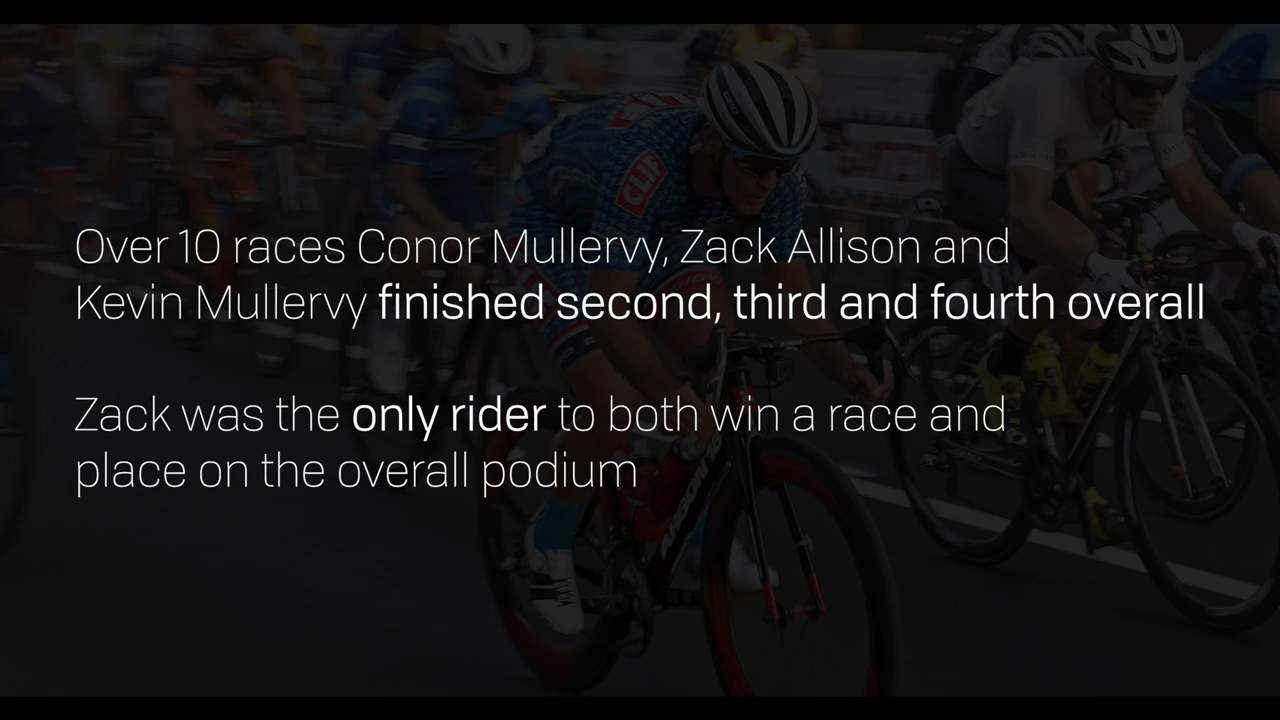 Over 10 races Conor Mullervy, Zack Allison and
Kevin Mullervy finished second, third and fourth overall
Zack was the only rider to both win a race and
place on the overall podium
CLIF